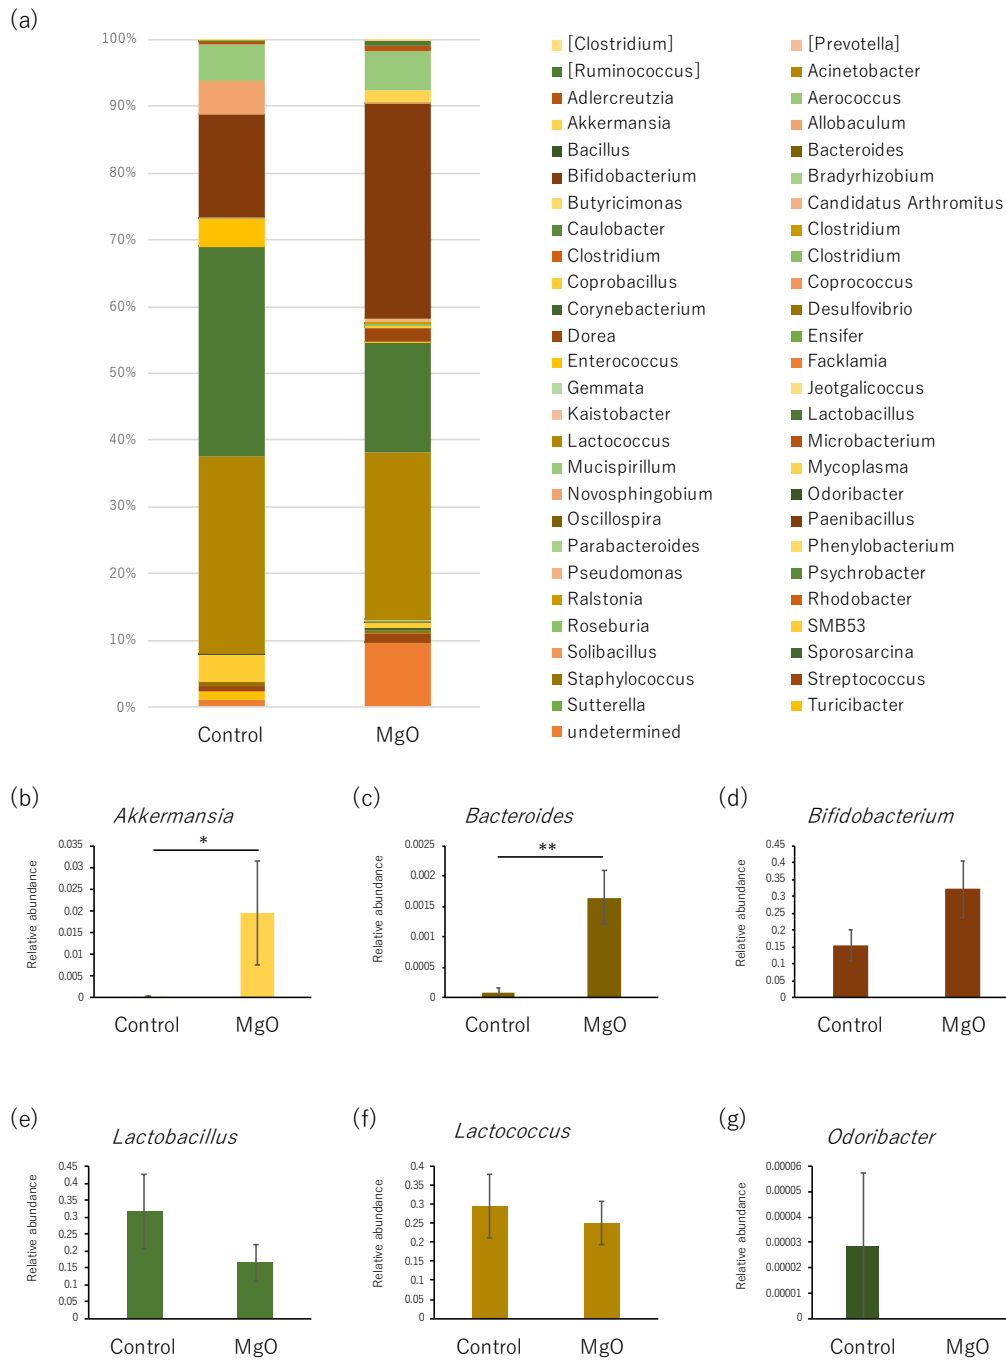 (a)
100%
90%
80%
70%
60%
50%
40%
30%
20%
10%
0%
Control MgO
[Clostridium] [Prevotella]
[Ruminococcus] Acinetobacter
Adlercreutzia Aerococcus
Akkermansia Allobaculum
Bacillus Bacteroides
Bifidobacterium Bradyrhizobium
Butyricimonas Candidatus Arthromitus
Caulobacter Clostridium
Clostridium Clostridium
Coprobacillus Coprococcus
Corynebacterium Desulfovibrio
Dorea Ensifer
Enterococcus Facklamia
Gemmata Jeotgalicoccus
Kaistobacter Lactobacillus
Lactococcus Microbacterium
Mucispirillum Mycoplasma
Novosphingobium Odoribacter
Oscillospira Paenibacillus
Parabacteroides Phenylobacterium
Pseudomonas Psychrobacter
Ralstonia Rhodobacter
Roseburia SMB53
Solibacillus Sporosarcina
Staphylococcus Streptococcus
Sutterella Turicibacter
undetermined
(b)
Akkermansia
Relative abundance
0.035
0.03
0.025
0.02
0.015
0.01
0.005
0
*
Control MgO
(c)
Bacteroides
Relative abundance
0.0025
0.002
0.0015
0.001
0.0005
0
**
Control MgO
(d)
Bifidobacterium
Relative abundance
0.45
0.4
0.35
0.3
0.25
0.2
0.15
0.1
0.05
0
Control MgO
(e)
Lactobacillus
Relative abundance
0.45
0.4
0.35
0.3
0.25
0.2
0.15
0.1
0.05
0
Control MgO
(f)
Lactococcus
Relative abundance
0.4
0.35
0.3
0.25
0.2
0.15
0.1
0.05
0
Control MgO
(g)
Odoribacter
Relative abundance
0.00006
0.00005
0.00004
0.00003
0.00002
0.00001
0
Control MgO